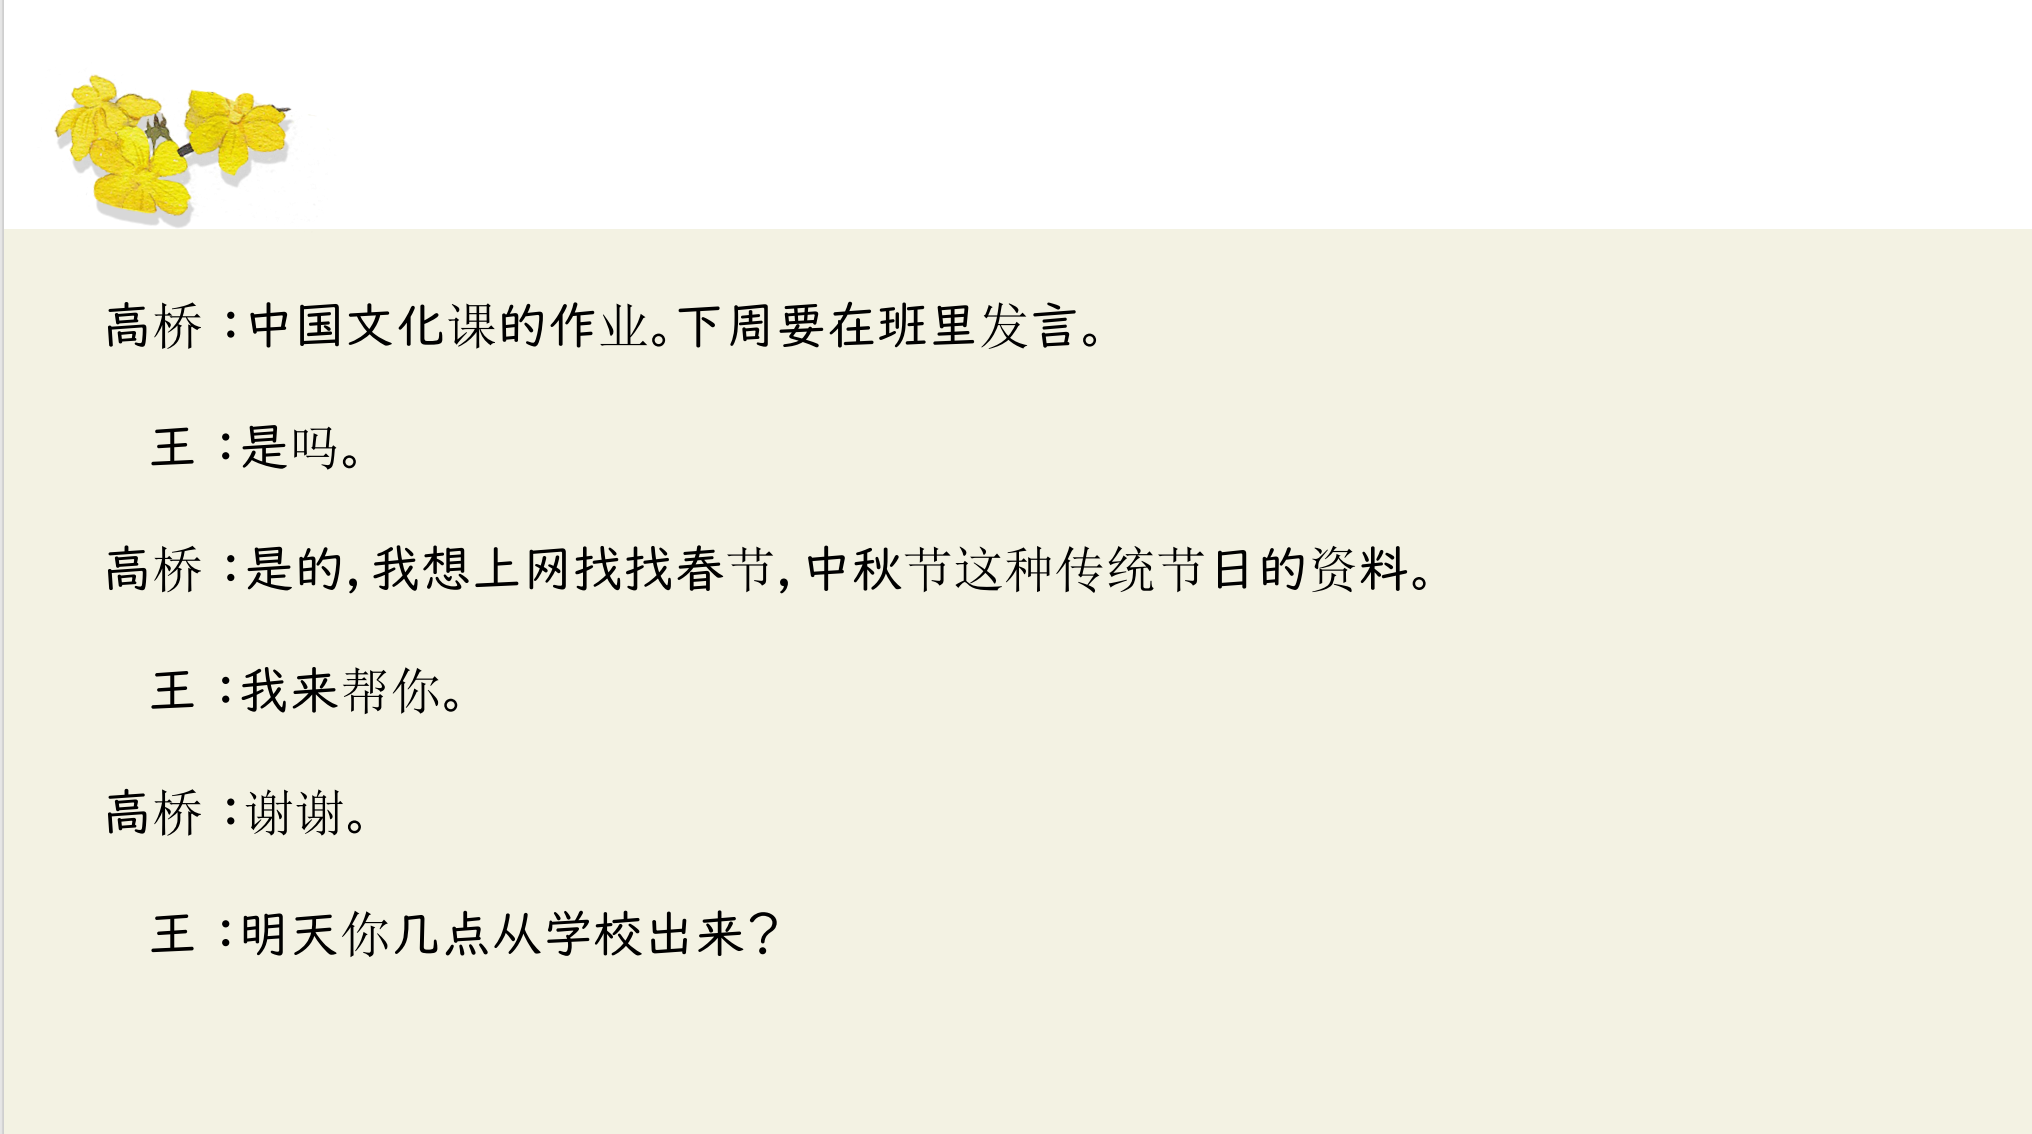 高桥：中国文化课的作业。下周要在班里发言。
王：是吗。
高桥：是的，我想上网找找春节，中秋节这种传统节日的资料。
王：我来帮你。
高桥：谢谢。
王：明天你几点从学校出来？